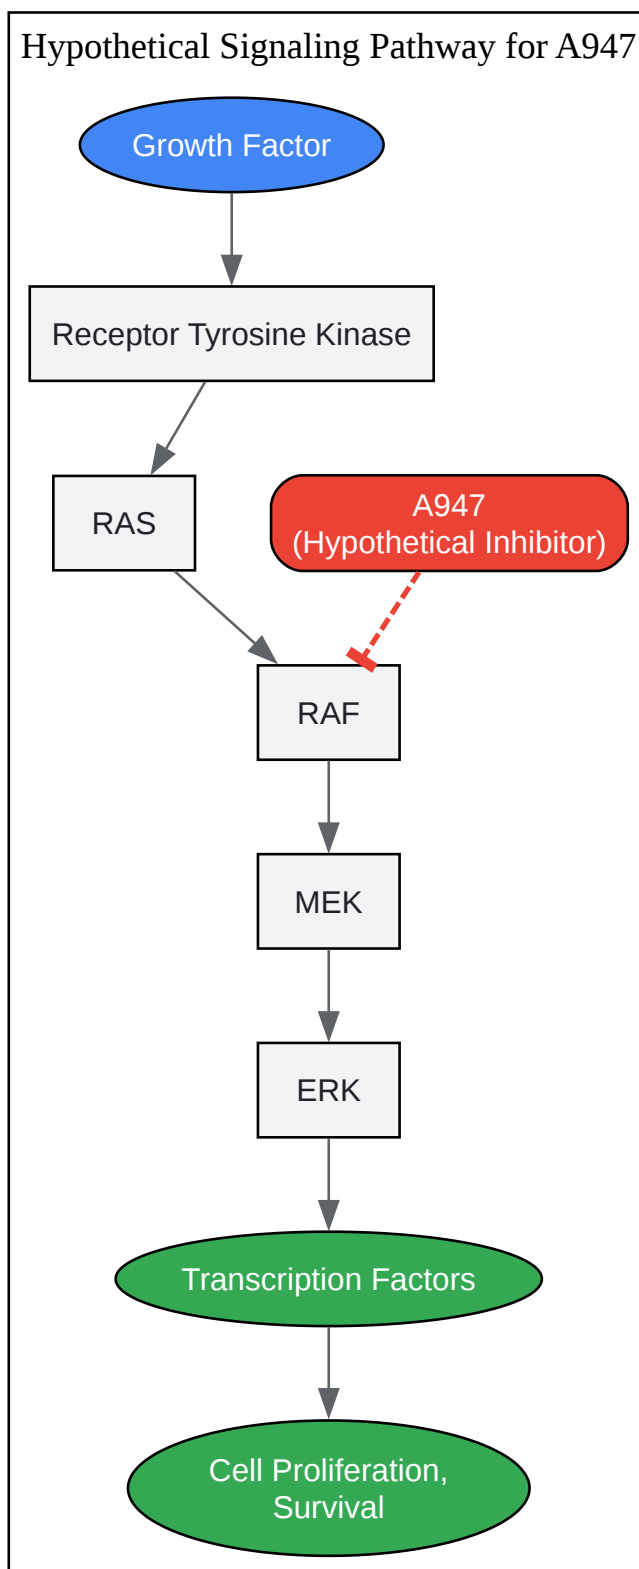 Hypothetical Signaling Pathway for A947
Growth Factor
Receptor Tyrosine Kinase
RAS
A947
(Hypothetical Inhibitor)
RAF
MEK
ERK
Transcription Factors
Cell Proliferation,
Survival